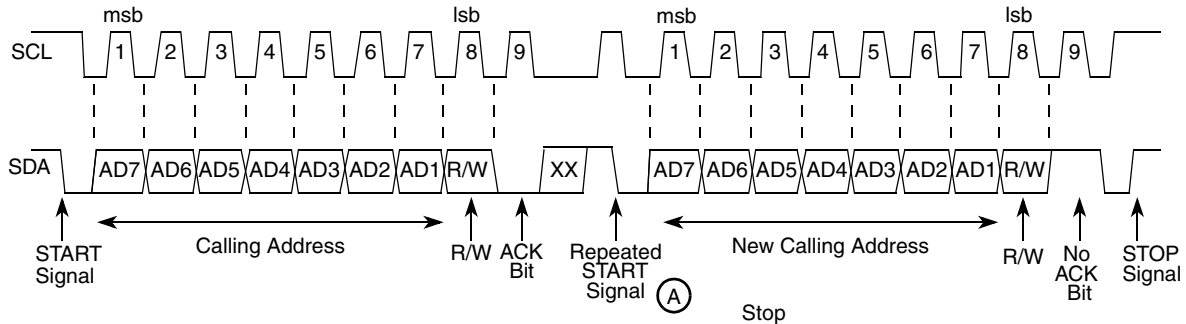 msb lsb msb lsb
SCL 1 2 3 4 5 6 7 8 9 1 2 3 4 5 6 7 8 9
SDA AD7 AD6 AD5 AD4 AD3 AD2 AD1 R/W XX AD7 AD6 AD5 AD4 AD3 AD2 AD1 R/W
START
Signal
Calling Address
R/W
ACK
Bit
Repeated
START
Signal
A
New Calling Address
R/W
No
ACK
Bit
STOP
Signal
Stop